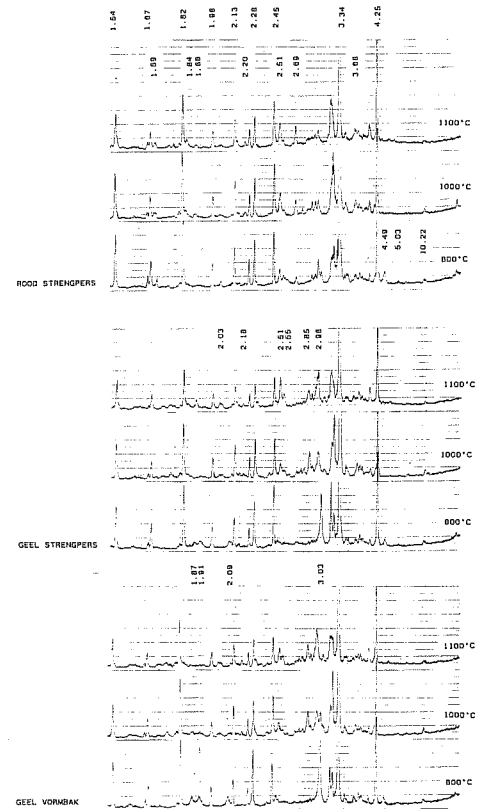 1.54 1.67 1.82 1.98 2.13 2.28 2.45 3.34 4.25
1.69 1.84 1.88 2.20 2.51 2.69 3.68
1100°C
1000°C
4.49 5.03 10.22
800°C
ROOD STRENGPERS
2.03 2.18 2.51 2.55 2.85 2.98
1100°C
1000°C
800°C
GEEL STRENGPERS
1.87 1.91 2.09 3.03
1100°C
1000°C
800°C
GEEL VORMBAK